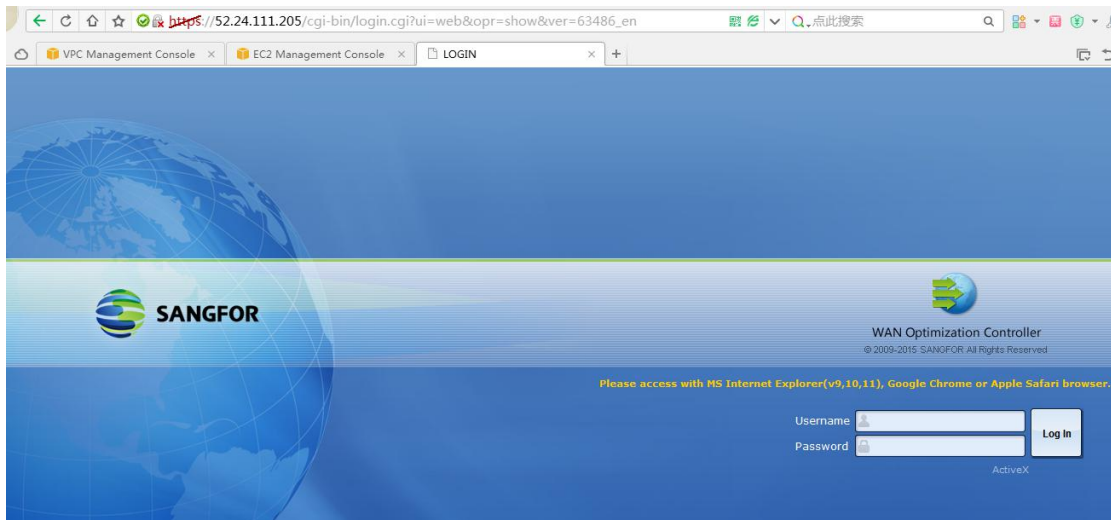 https://52.24.111.205/cgi-bin/login.cgi?ui=web&opr=show&ver=63486_en
点此搜索
VPC Management Console
EC2 Management Console
LOGIN
SANGFOR
WAN Optimization Controller
© 2009-2015 SANGFOR All Rights Reserved
Please access with MS Internet Explorer(v9,10,11), Google Chrome or Apple Safari browser.
Username
Log In
Password
ActiveX